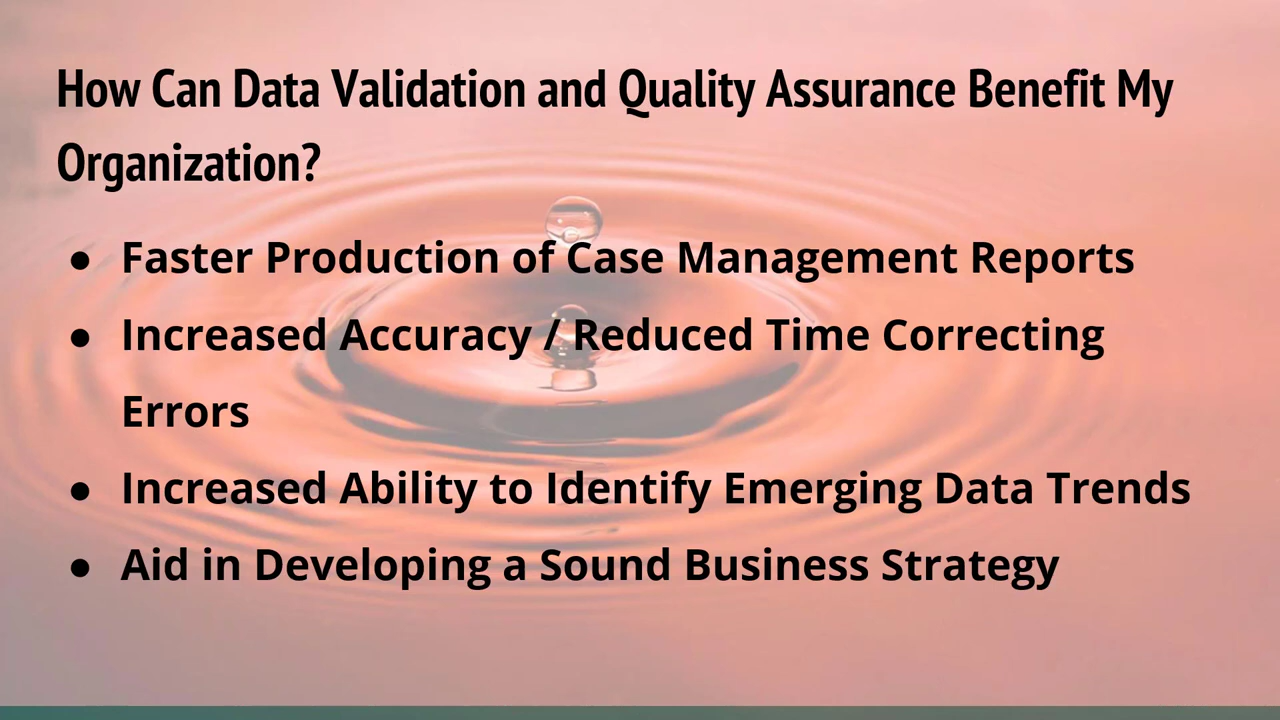 How Can Data Validation and Quality Assurance Benefit My
Organization?
● Faster Production of Case Management Reports
● Increased Accuracy / Reduced Time Correcting
Errors
● Increased Ability to Identify Emerging Data Trends
● Aid in Developing a Sound Business Strategy